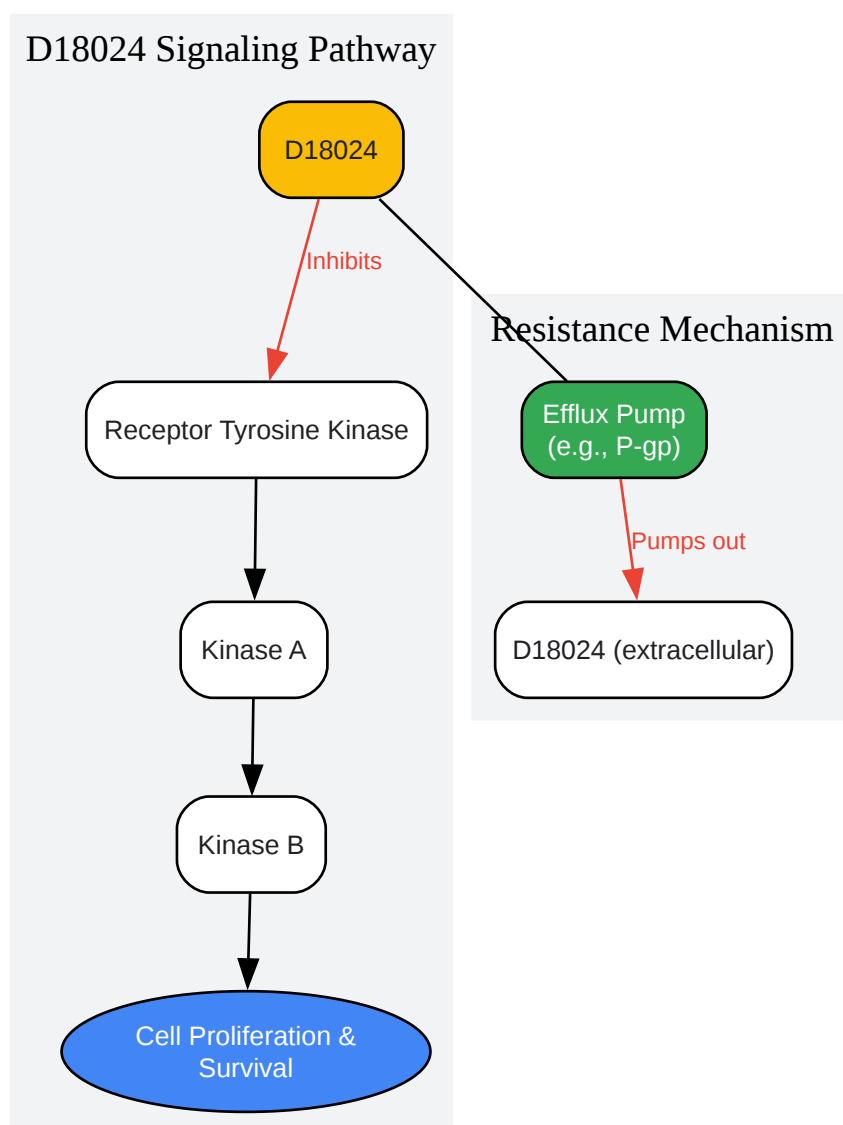 D18024 Signaling Pathway
D18024
Inhibits
Resistance Mechanism
Receptor Tyrosine Kinase
Efflux Pump
(e.g., P-gp)
Pumps out
Kinase A
D18024 (extracellular)
Kinase B
Cell Proliferation &
Survival